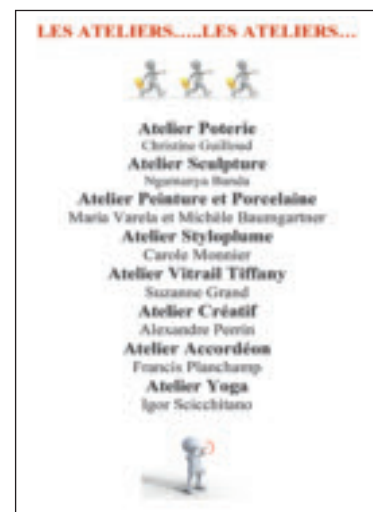 LES ATELIERS.....LES ATELIERS...
Atelier Poterie
Christine Guilloud
Atelier Sculpture
Ngamanya Banda
Atelier Peinture et Porcelaine
Maria Varela et Michèle Baumgartner
Atelier Styloplume
Carole Monnier
Atelier Vitrail Tiffany
Suzanne Grand
Atelier Créatif
Alexandre Perrin
Atelier Accordéon
Francis Planchamp
Atelier Yoga
Igor Scicchitano